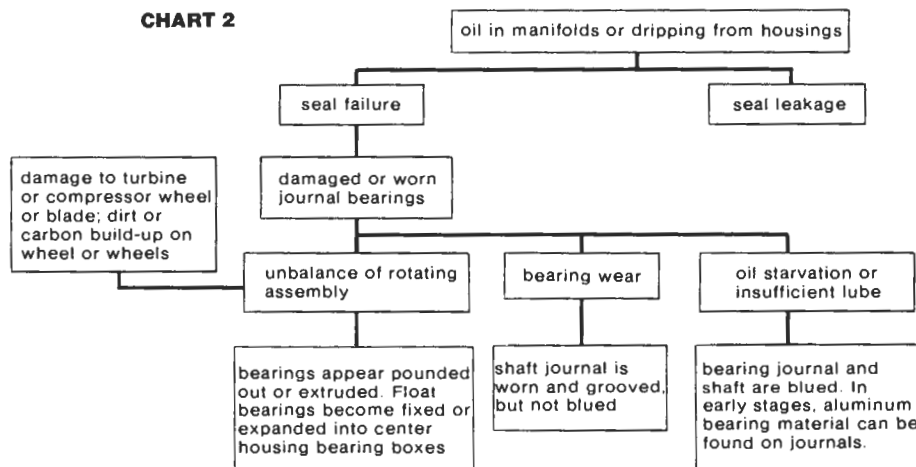 CHART 2
oil in manifolds or dripping from housings
seal failure
seal leakage
damage to turbine
or compressor wheel
or blade; dirt or
carbon build-up on
wheel or wheels
damaged or worn
journal bearings
unbalance of rotating
assembly
bearing wear
oil starvation or
insufficient lube
bearings appear pounded
out or extruded. Float
bearings become fixed or
expanded into center
housing bearing boxes
shaft journal is
worn and grooved,
but not blued
bearing journal and
shaft are blued. In
early stages, aluminum
bearing material can be
found on journals.